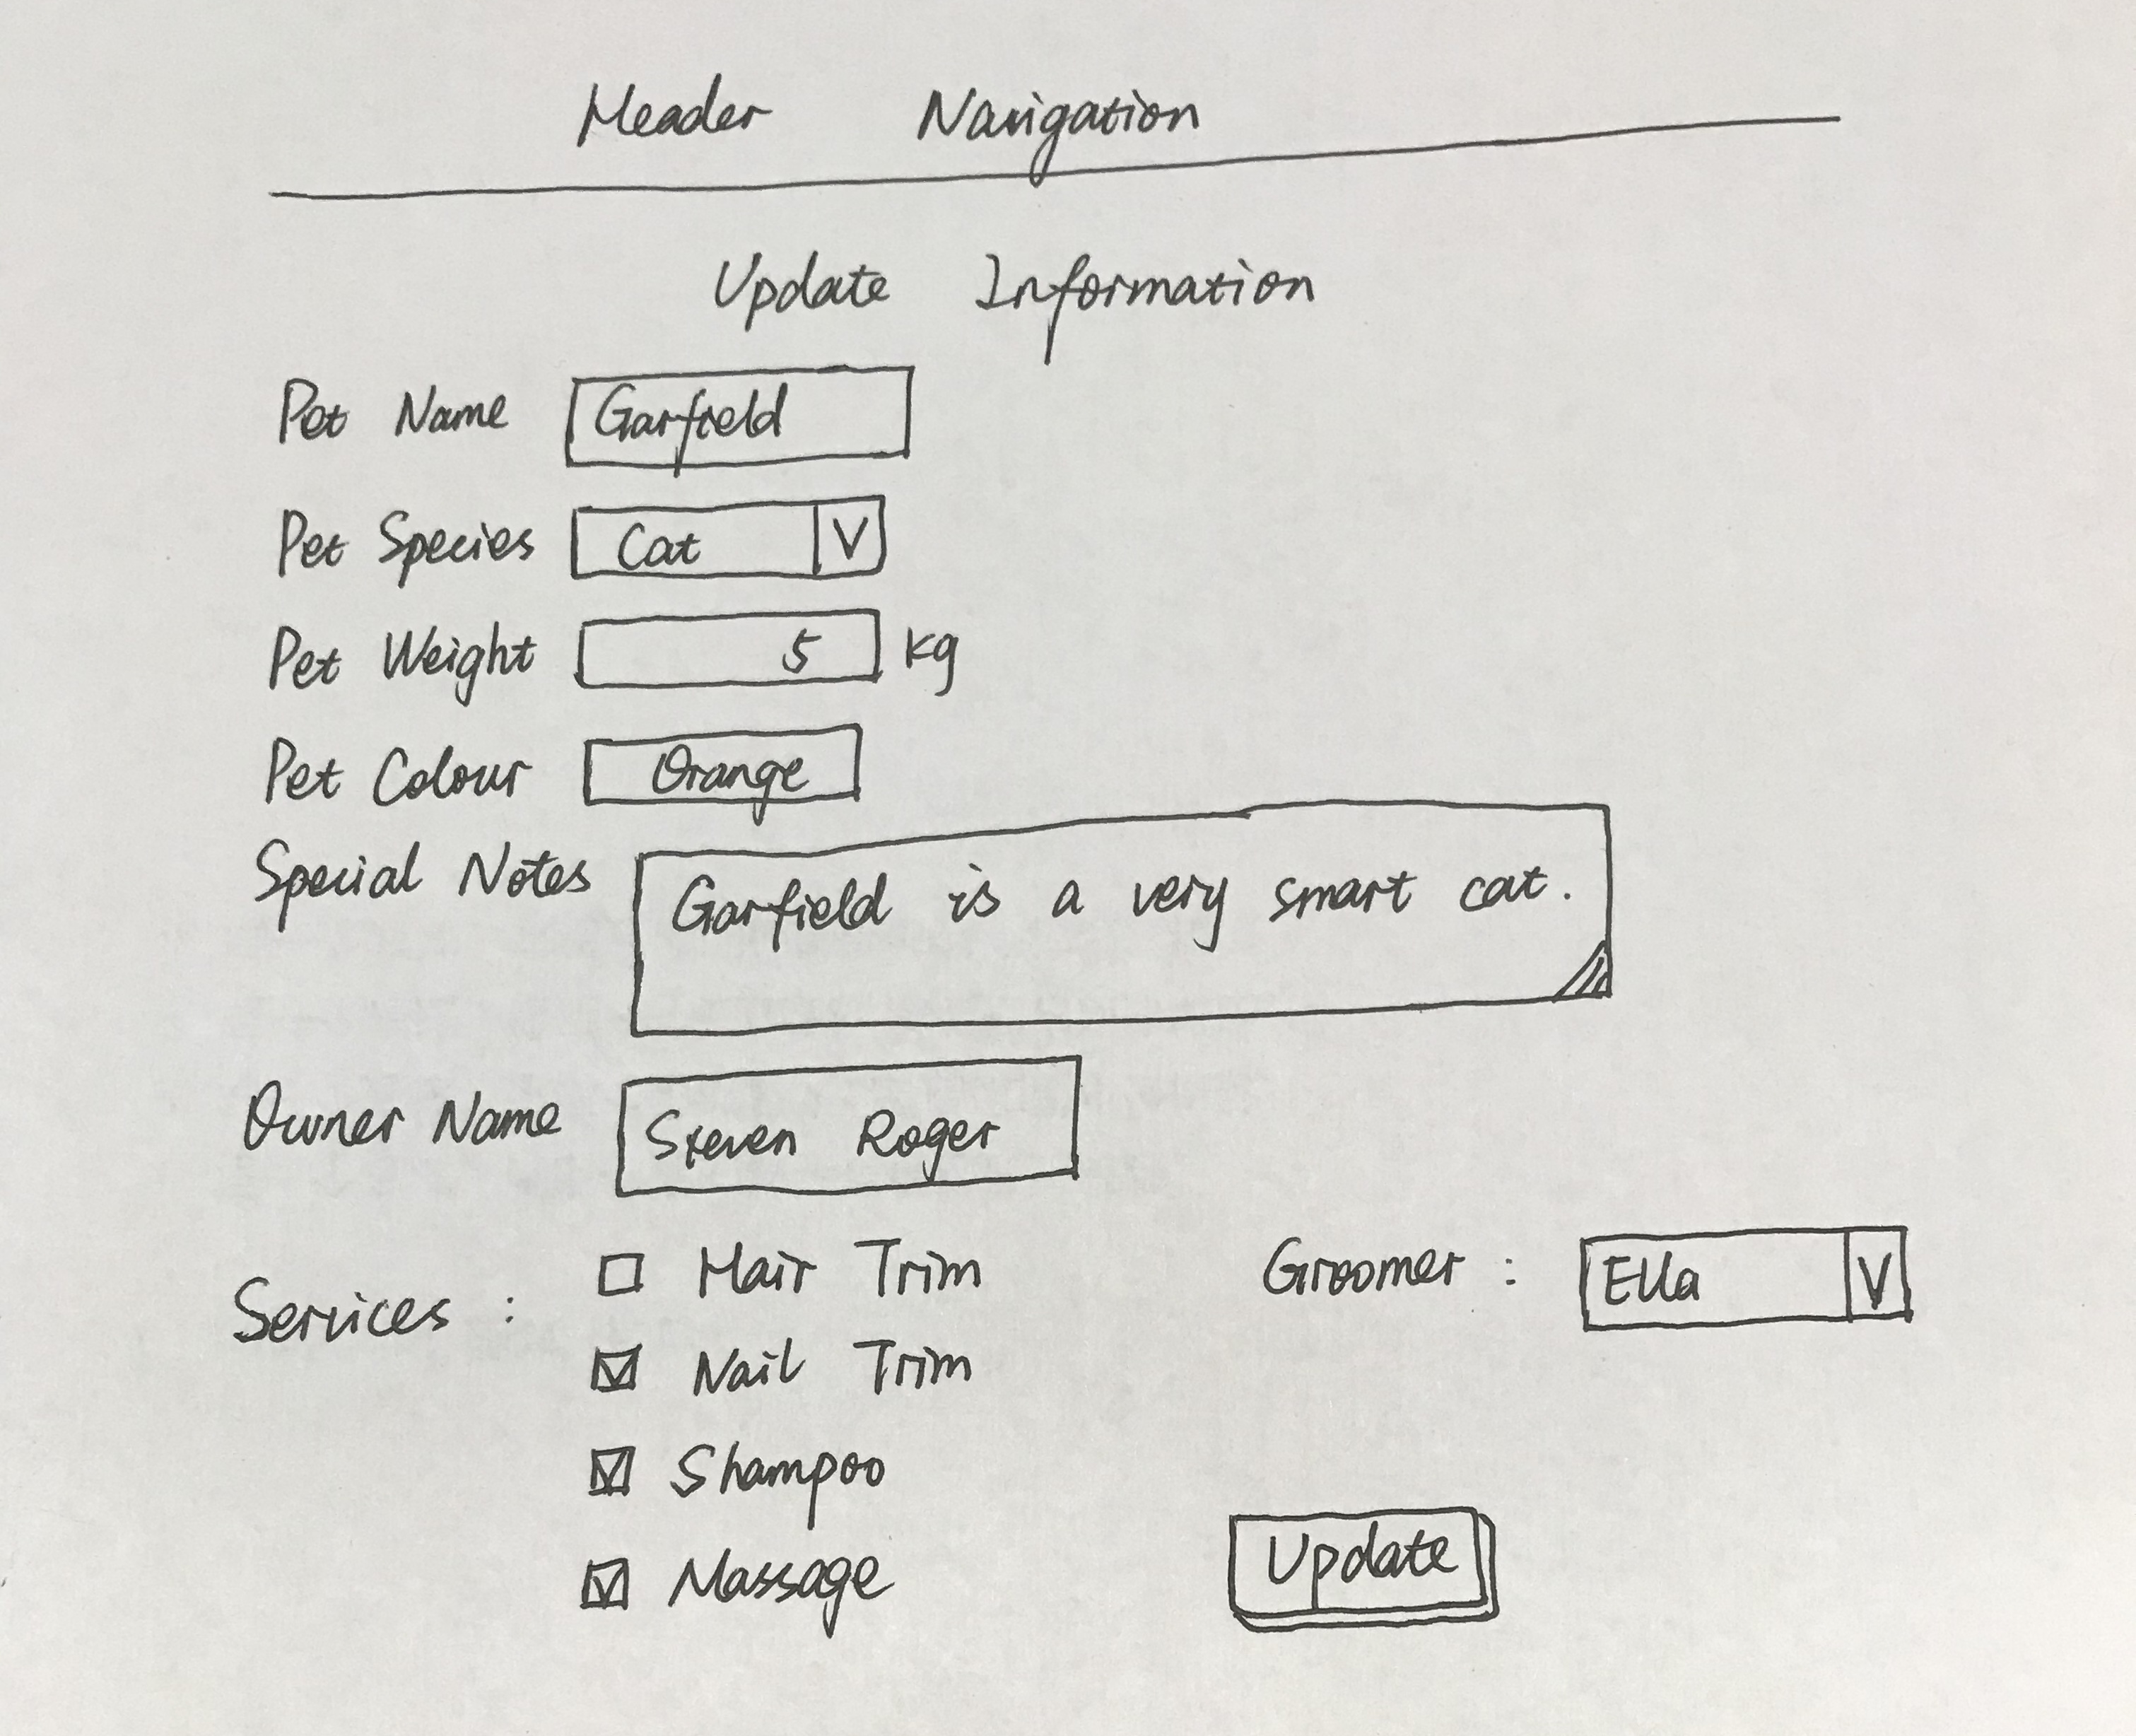 Header Navigation
Update Information
Pet Name Garfield
Pet Species Cat V
Pet Weight 5 kg
Pet Colour Orange
Special Notes Garfield is a very smart cat.
Owner Name Steven Roger
Services : Hair Trim Groomer : Ella V
Nail Trim
Shampoo
Massage Update